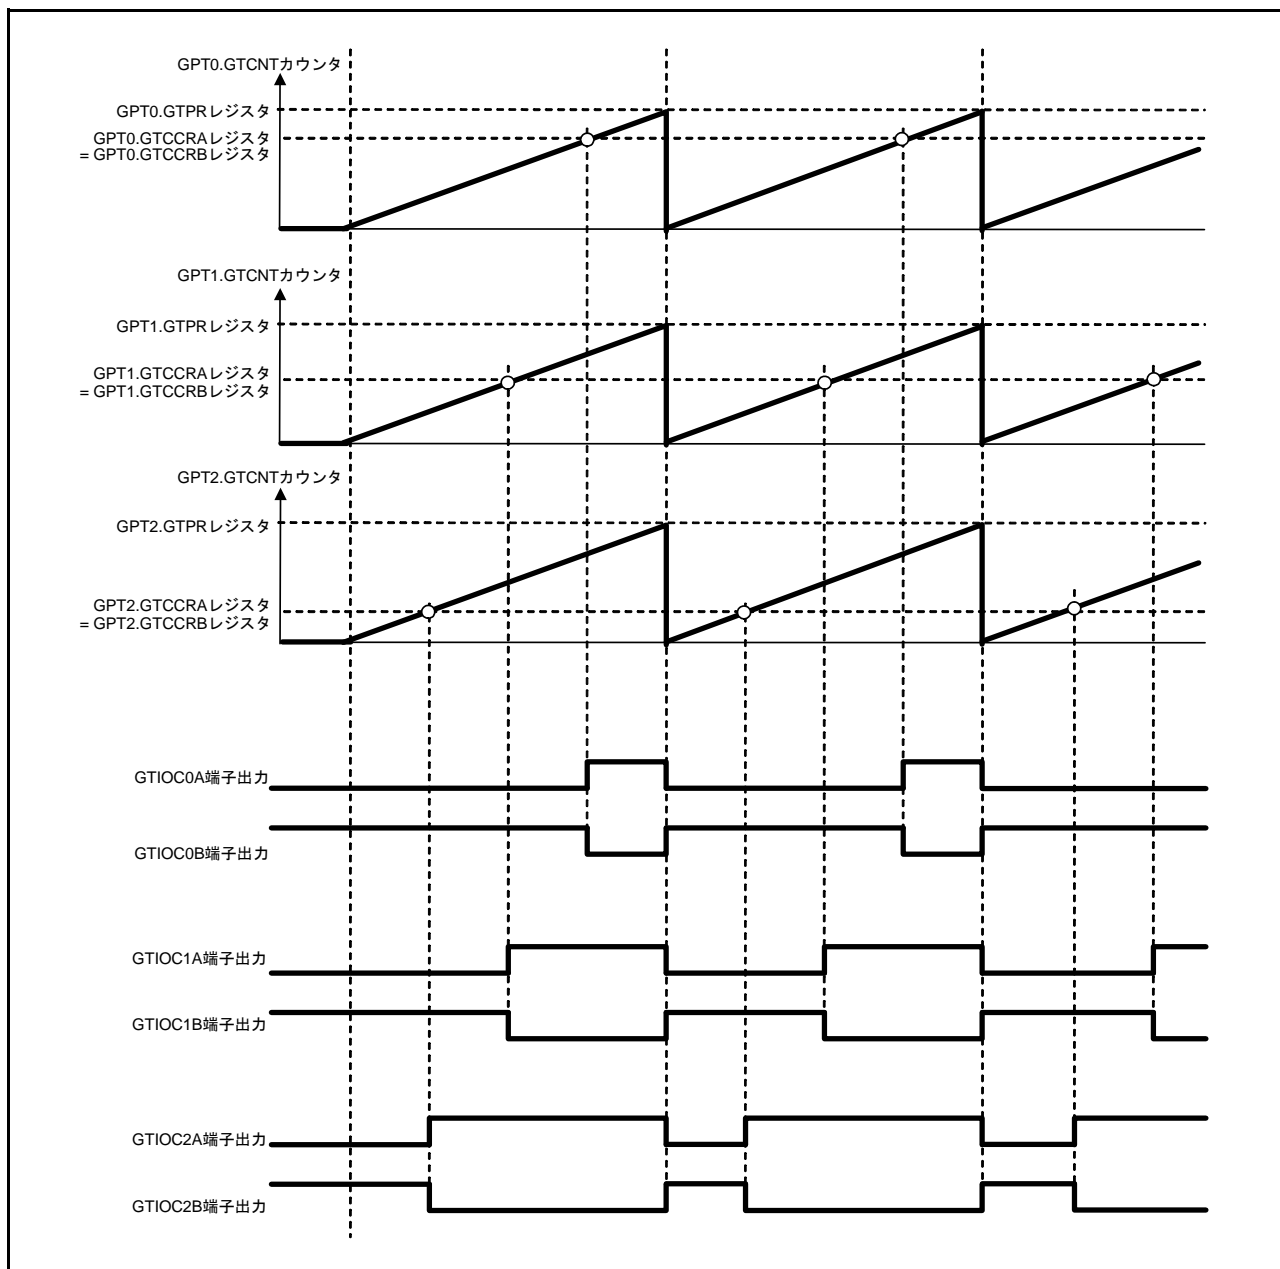 GPT0.GTCNTカウンタ
GPT0.GTPRレジスタ
GPT0.GTCCRAレジスタ
= GPT0.GTCCRBレジスタ
GPT1.GTCNTカウンタ
GPT1.GTPRレジスタ
GPT1.GTCCRAレジスタ
= GPT1.GTCCRBレジスタ
GPT2.GTCNTカウンタ
GPT2.GTPRレジスタ
GPT2.GTCCRAレジスタ
= GPT2.GTCCRBレジスタ
GTIOC0A端子出力
GTIOC0B端子出力
GTIOC1A端子出力
GTIOC1B端子出力
GTIOC2A端子出力
GTIOC2B端子出力